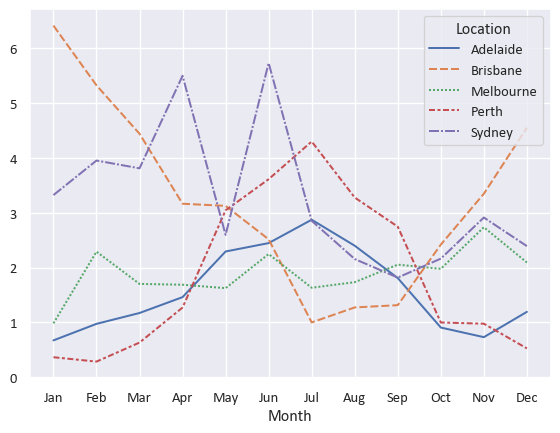 Location
Adelaide
Brisbane
Melbourne
Perth
Sydney
6
5
4
3
2
1
0
Jan Feb Mar Apr May Jun Jul Aug Sep Oct Nov Dec
Month